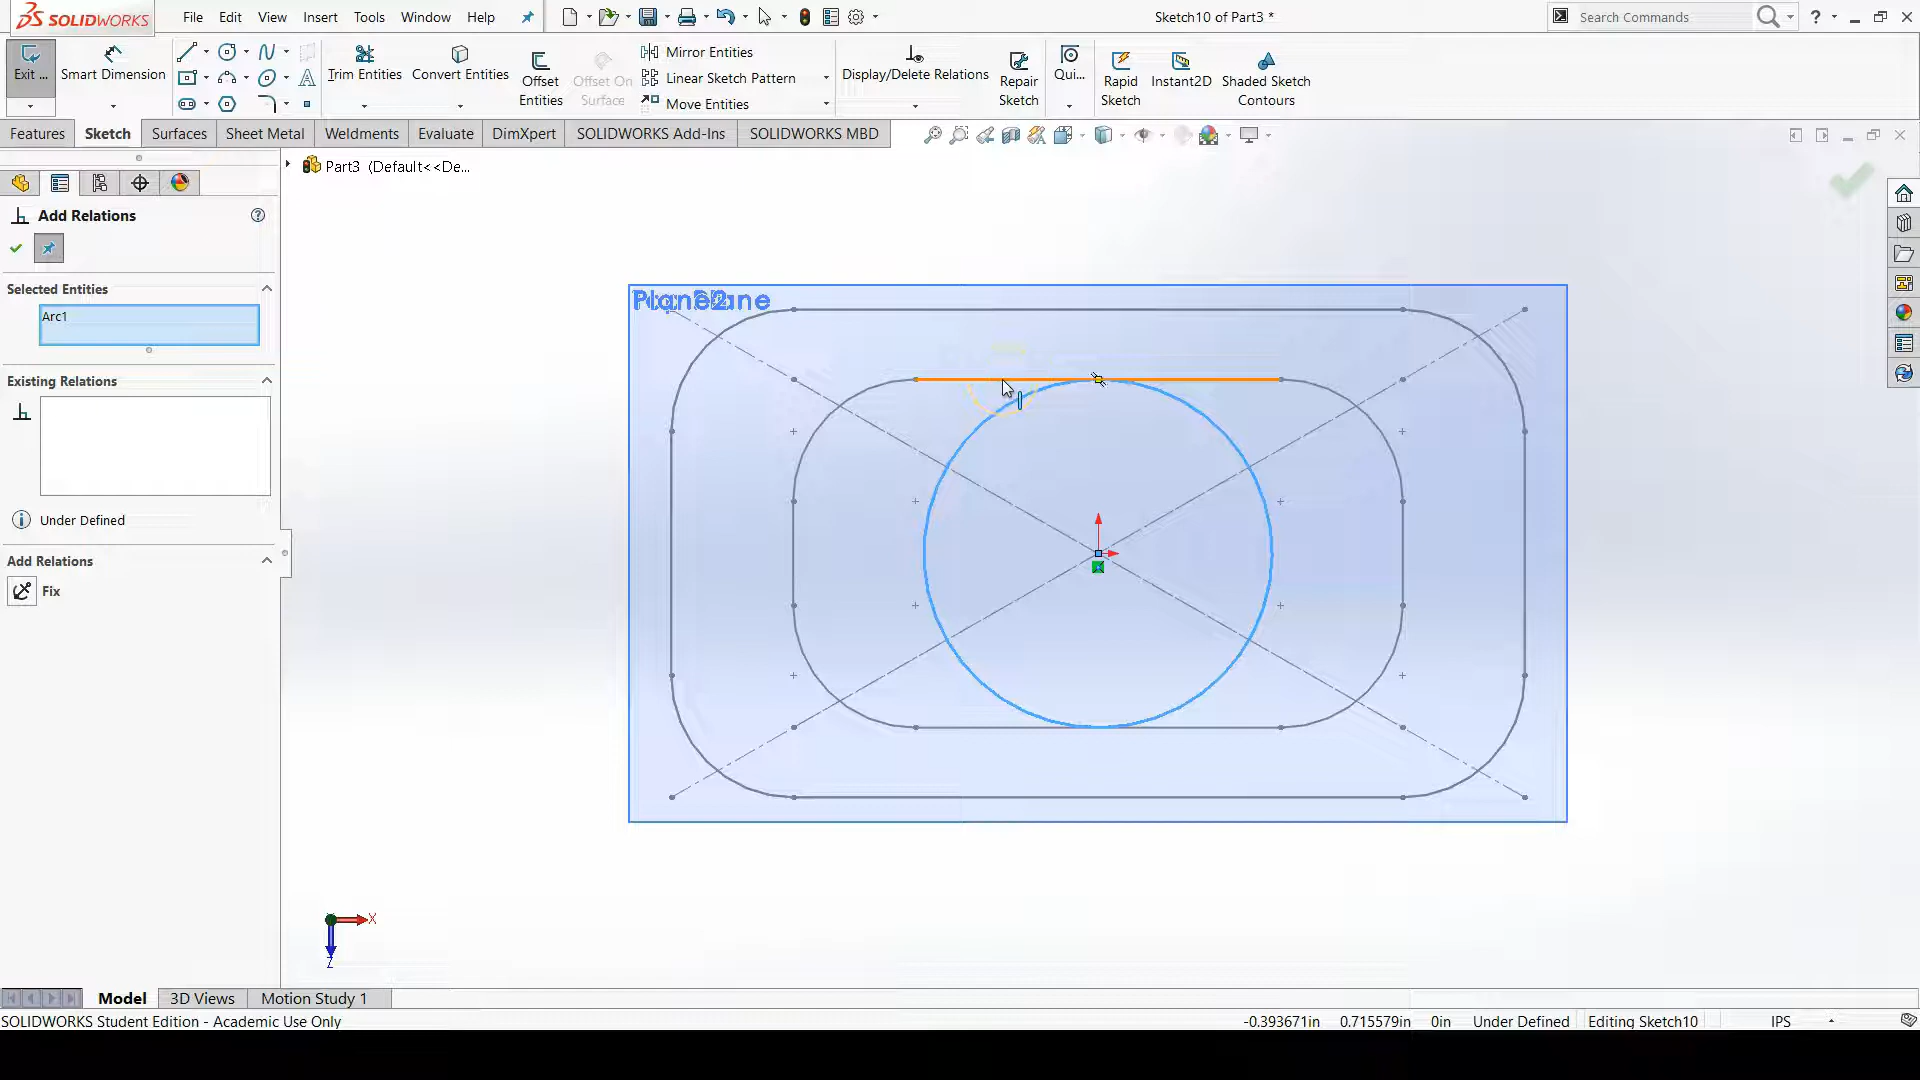 SOLIDWORKS File Edit View Insert Tools Window Help Sketch10 of Part3 * Search Commands
Exit ... Smart Dimension Trim Entities Convert Entities Offset Entities Offset On Surface Mirror Entities Linear Sketch Pattern Move Entities Display/Delete Relations Repair Sketch Qui... Rapid Sketch Instant2D Shaded Sketch Contours
Features Sketch Surfaces Sheet Metal Weldments Evaluate DimXpert SOLIDWORKS Add-Ins SOLIDWORKS MBD
Part3 (Default<<De...
Add Relations
Selected Entities
Arc1
Existing Relations
Under Defined
Add Relations
Fix
X
Z
Model 3D Views Motion Study 1
SOLIDWORKS Student Edition - Academic Use Only -0.393671in 0.715579in 0in Under Defined Editing Sketch10 IPS